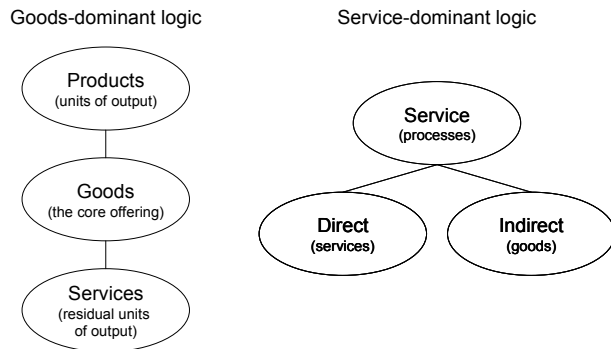 Goods-dominant logic
Products
(units of output)
Goods
(the core offering)
Services
(residual units
of output)
Service-dominant logic
Service
(processes)
Direct
(services)
Indirect
(goods)